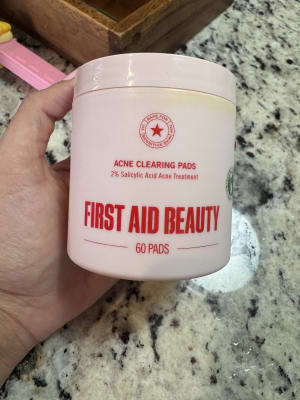 ACNE CLEARING PADS
2% Salicylic Acid Acne Treatment
FIRST AID BEAUTY
60 PADS